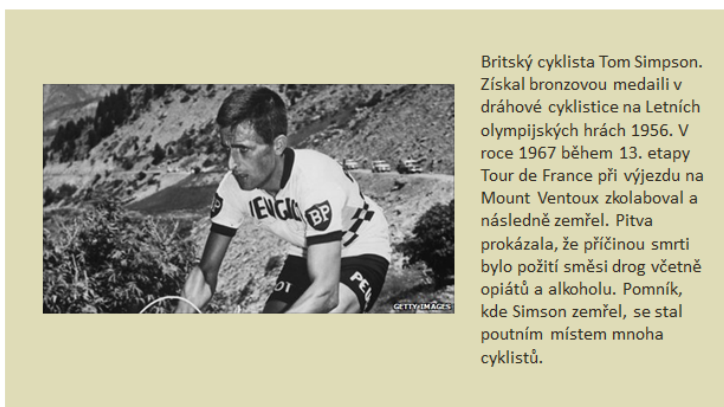 Britský cyklista Tom Simpson.
Získal bronzovou medaili v
dráhové cyklistice na Letních
olympijských hrách 1956. V
roce 1967 během 13. etapy
Tour de France při výjezdu na
Mount Ventoux zkolaboval a
následně zemřel. Pitva
prokázala, že příčinou smrti
bylo požití směsi drog včetně
opiátů a alkoholu. Pomník,
kde Simson zemřel, se stal
poutním místem mnoha
cyklistů.
BP
GETTY IMAGES